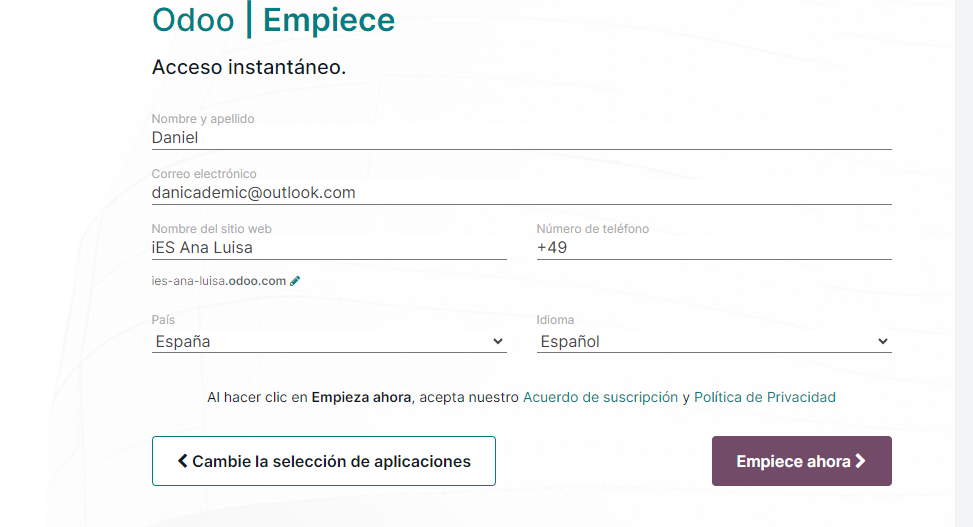 Odoo | Empiece
Acceso instantáneo.
Nombre y apellido
Daniel
Correo electrónico
danicademic@outlook.com
Nombre del sitio web
iES Ana Luisa
Número de teléfono
+49
ies-ana-luisa.odoo.com
País
España
Idioma
Español
Al hacer clic en Empieza ahora, acepta nuestro Acuerdo de suscripción y Política de Privacidad
Cambie la selección de aplicaciones
Empiece ahora